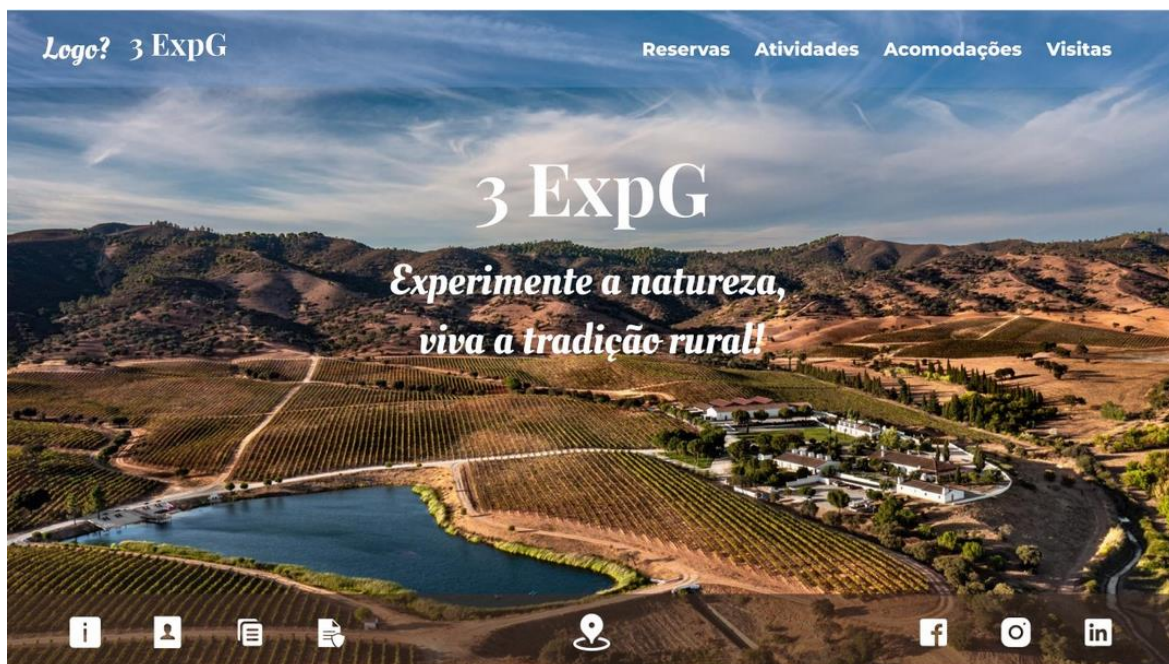 Logo? 3 ExpG
Reservas Atividades Acomodações Visitas
3 ExpG
Experimente a natureza,
viva a tradição rural!